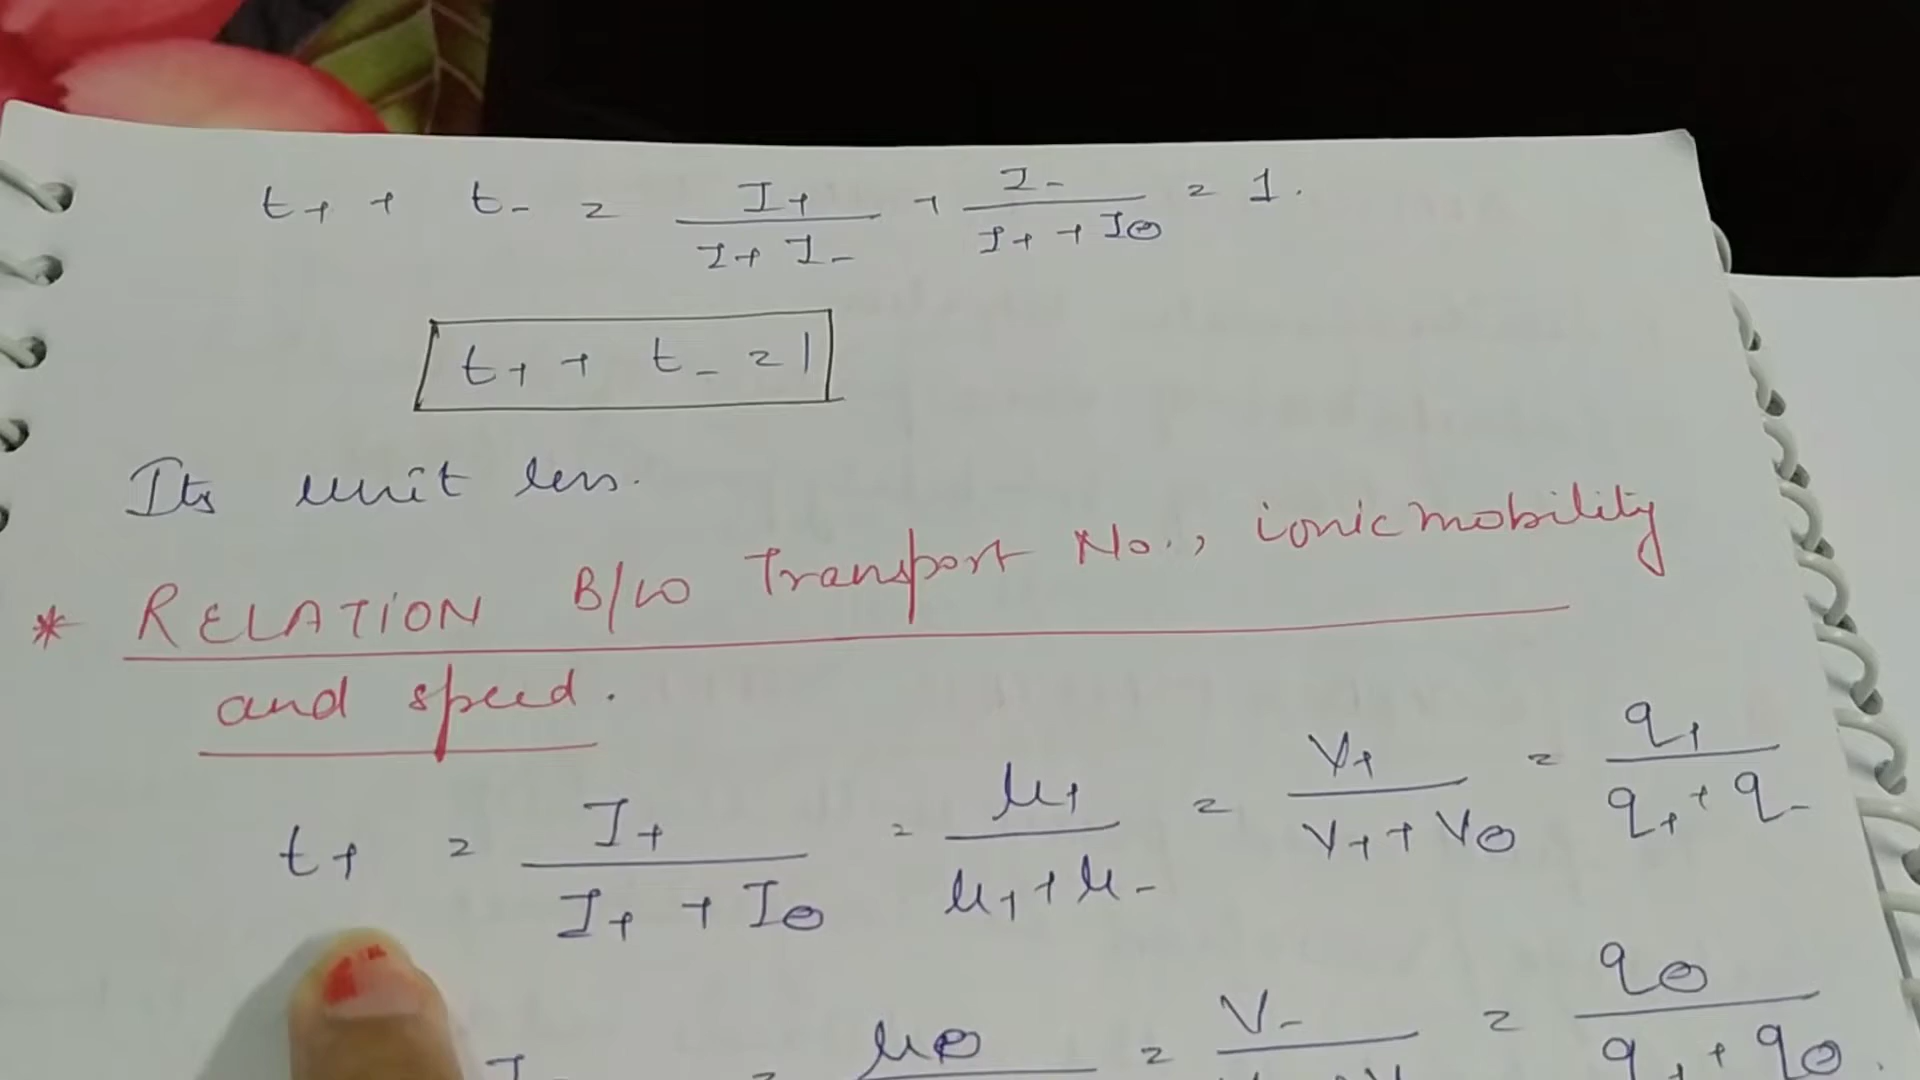 t₊ + t₋ = I₊ / I₊ I₋ + I₋ / I₊ + I⊖ = 1.
t₊ + t₋ = 1
Its unit less.
* RELATION B/W Transport No., ionic mobility
and speed.
t₊ = I₊ / I₊ + I⊖ = μ₊ / μ₊ + μ₋ = V₊ / V₊ + V⊖ = q₊ / q₊ + q₋
I = μ⊖ = V₋ = q⊖ / q₊ + q⊖.